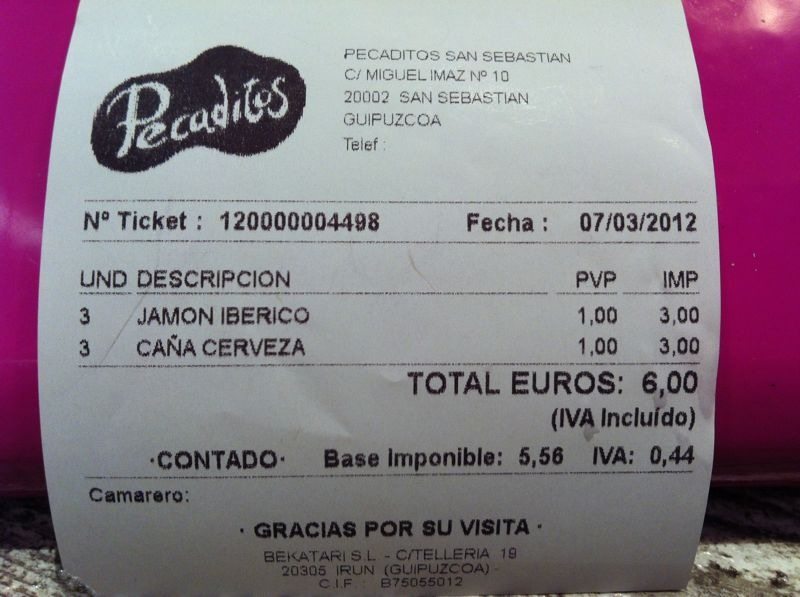 Pecaditos
PECADITOS SAN SEBASTIAN
C/ MIGUEL IMAZ Nº 10
20002 SAN SEBASTIAN
GUIPUZCOA
Telef :
Nº Ticket : 120000004498 Fecha : 07/03/2012
UND DESCRIPCION PVP IMP
3 JAMON IBERICO 1,00 3,00
3 CAÑA CERVEZA 1,00 3,00
TOTAL EUROS: 6,00
(IVA Incluído)
·CONTADO· Base Imponible: 5,56 IVA: 0,44
Camarero:
· GRACIAS POR SU VISITA ·
BEKATARI S.L - C/TELLERIA 19
20305 IRUN (GUIPUZCOA) -
C.I.F. : B75055012